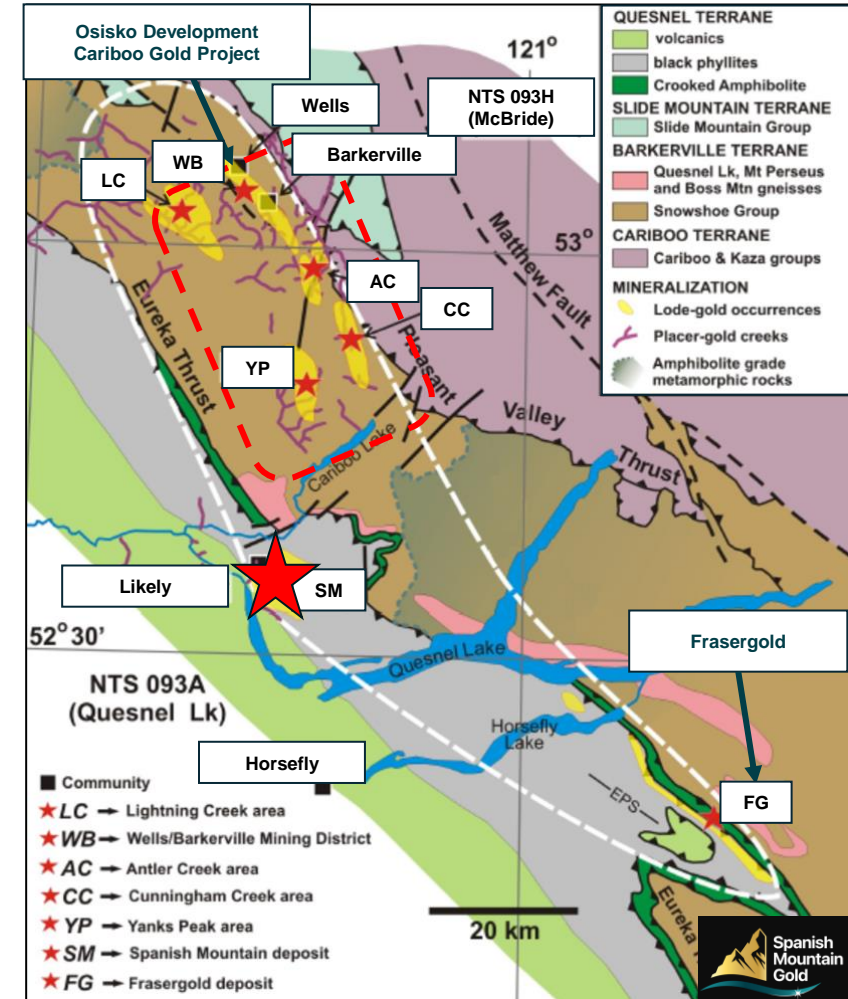 Osisko Development
Cariboo Gold Project
121°
Wells
NTS 093H
(McBride)
WB
Barkerville
LC
Matthew Fault
53°
AC
CC
Eureka Thrust
YP
Pleasant
Valley
Thrust
Cariboo Lake
Likely
SM
52°30'
Quesnel Lake
Frasergold
NTS 093A
(Quesnel Lk)
Horsefly
Lake
Horsefly
EPS
FG
Eureka
20 km
QUESNEL TERRANE
volcanics
black phyllites
Crooked Amphibolite
SLIDE MOUNTAIN TERRANE
Slide Mountain Group
BARKERVILLE TERRANE
Quesnel Lk, Mt Perseus
and Boss Mtn gneisses
Snowshoe Group
CARIBOO TERRANE
Cariboo & Kaza groups
MINERALIZATION
Lode-gold occurrences
Placer-gold creeks
Amphibolite grade
metamorphic rocks
Community
LC → Lightning Creek area
WB → Wells/Barkerville Mining District
AC → Antler Creek area
CC → Cunningham Creek area
YP → Yanks Peak area
SM → Spanish Mountain deposit
FG → Frasergold deposit
Spanish
Mountain
Gold